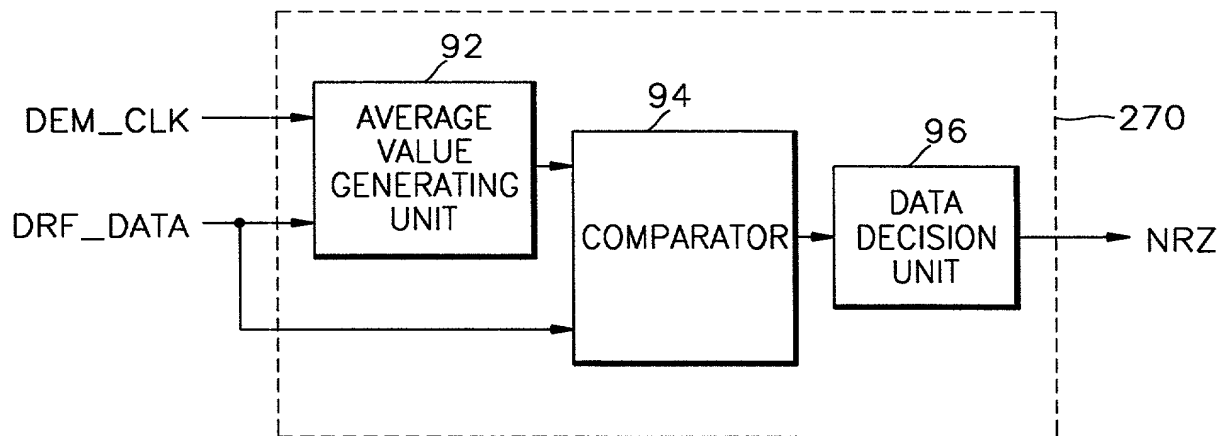 92
DEM_CLK
AVERAGE
VALUE
GENERATING
UNIT
94
270
96
DRF_DATA
COMPARATOR
DATA
DECISION
UNIT
NRZ